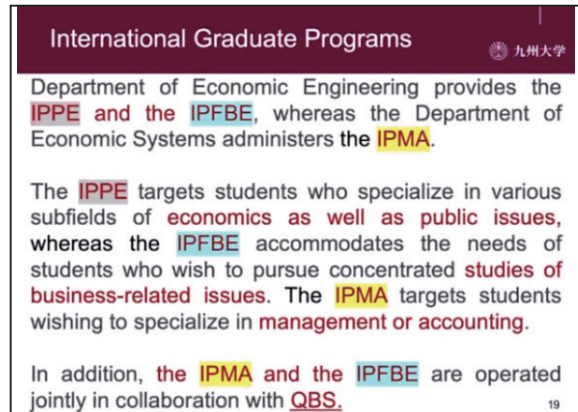 International Graduate Programs
九州大学
Department of Economic Engineering provides the
IPPE and the IPFBE, whereas the Department of
Economic Systems administers the IPMA.
The IPPE targets students who specialize in various
subfields of economics as well as public issues,
whereas the IPFBE accommodates the needs of
students who wish to pursue concentrated studies of
business-related issues. The IPMA targets students
wishing to specialize in management or accounting.
In addition, the IPMA and the IPFBE are operated
jointly in collaboration with QBS.
19